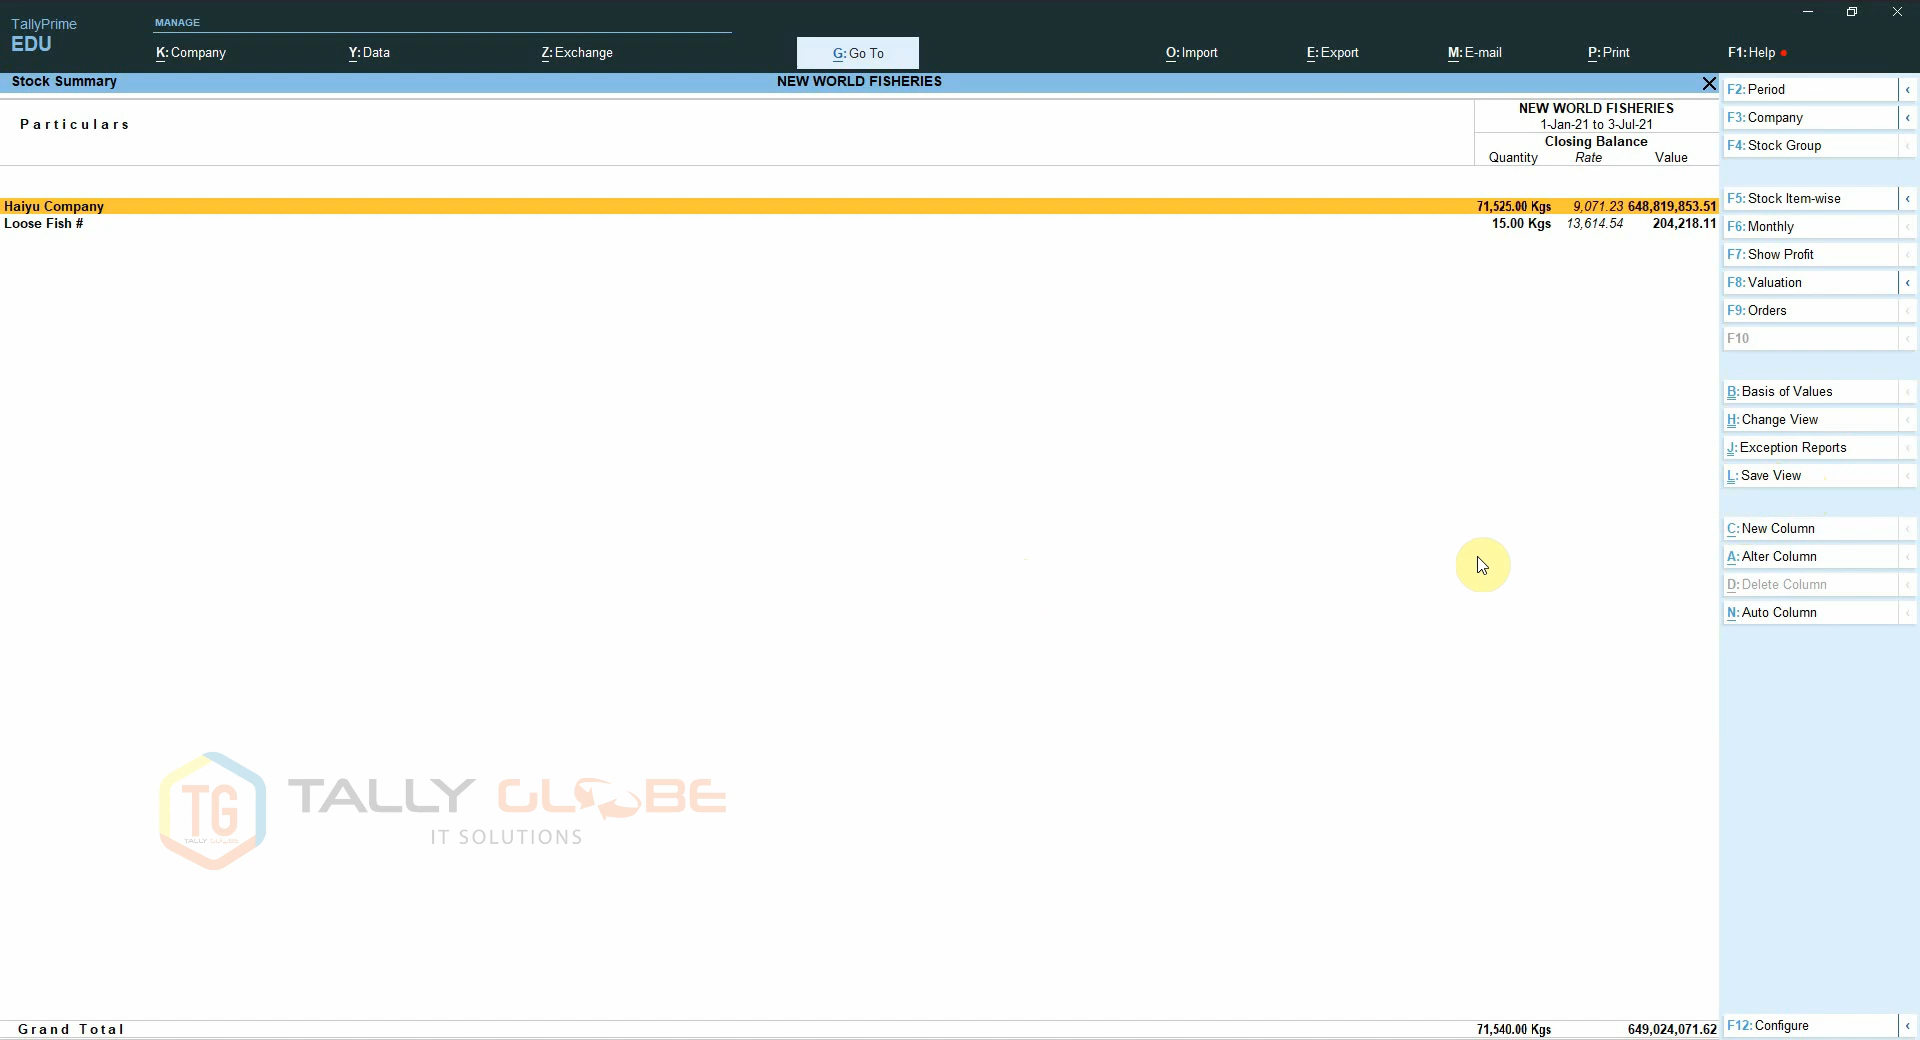 TallyPrime
EDU
MANAGE
K: Company
Y: Data
Z: Exchange
G: Go To
O: Import
E: Export
M: E-mail
P: Print
F1: Help
Stock Summary
NEW WORLD FISHERIES
Particulars
NEW WORLD FISHERIES
1-Jan-21 to 3-Jul-21
Closing Balance
Quantity Rate Value
Haiyu Company 71,525.00 Kgs 9,071.23 648,819,853.51
Loose Fish # 15.00 Kgs 13,614.54 204,218.11
Grand Total 71,540.00 Kgs 649,024,071.62
F2: Period
F3: Company
F4: Stock Group
F5: Stock Item-wise
F6: Monthly
F7: Show Profit
F8: Valuation
F9: Orders
F10
B: Basis of Values
H: Change View
J: Exception Reports
L: Save View
C: New Column
A: Alter Column
D: Delete Column
N: Auto Column
F12: Configure
TG
TALLY GLOBE
TALLY GLOBE
IT SOLUTIONS